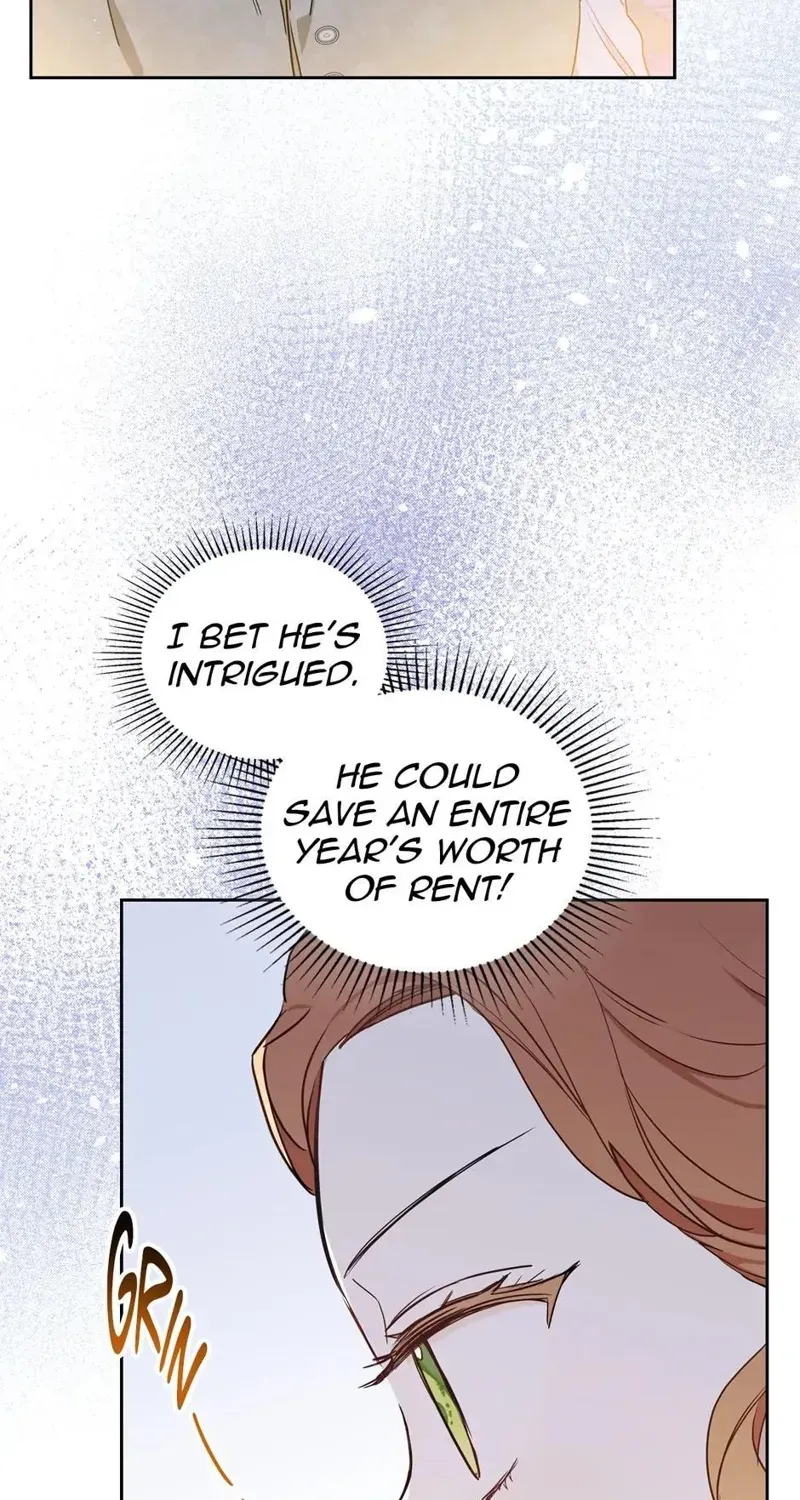 I BET HE'S
INTRIGUED.
HE COULD
SAVE AN ENTIRE
YEAR'S WORTH
OF RENT!
GRIN